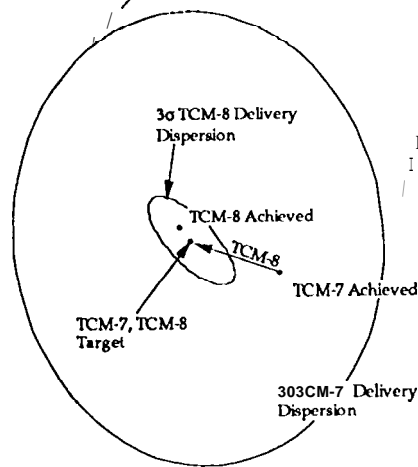 3σ TCM-8 Delivery
Dispersion
TCM-8 Achieved
TCM-8
TCM-7 Achieved
TCM-7, TCM-8
Target
303CM-7 Delivery
Dispersion